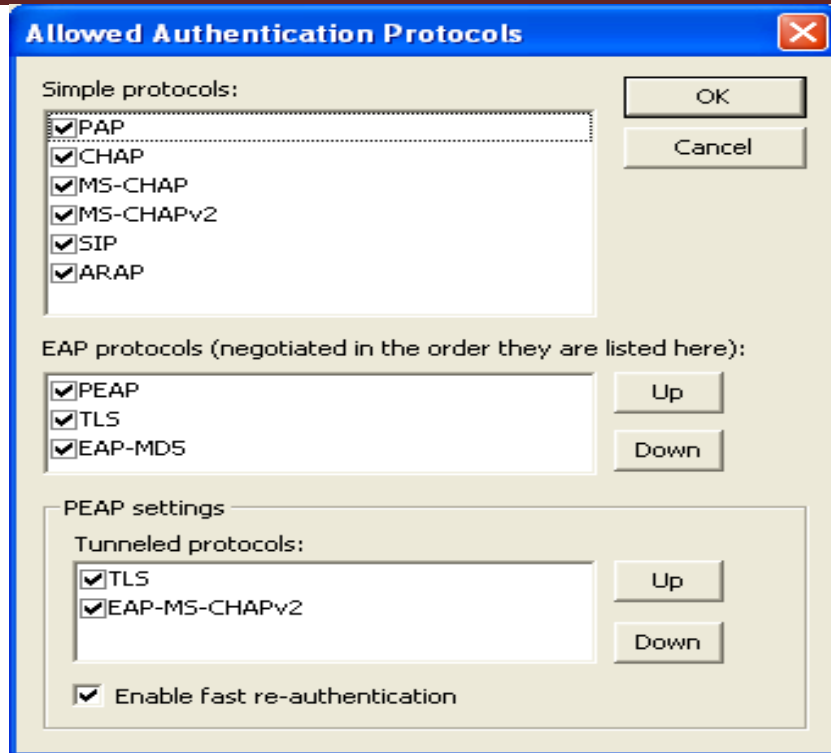 Allowed Authentication Protocols
Simple protocols:
OK
PAP
CHAP
Cancel
MS-CHAP
MS-CHAPv2
SIP
ARAP
EAP protocols (negotiated in the order they are listed here):
PEAP
Up
TLS
EAP-MD5
Down
PEAP settings
Tunneled protocols:
TLS
Up
EAP-MS-CHAPv2
Down
Enable fast re-authentication